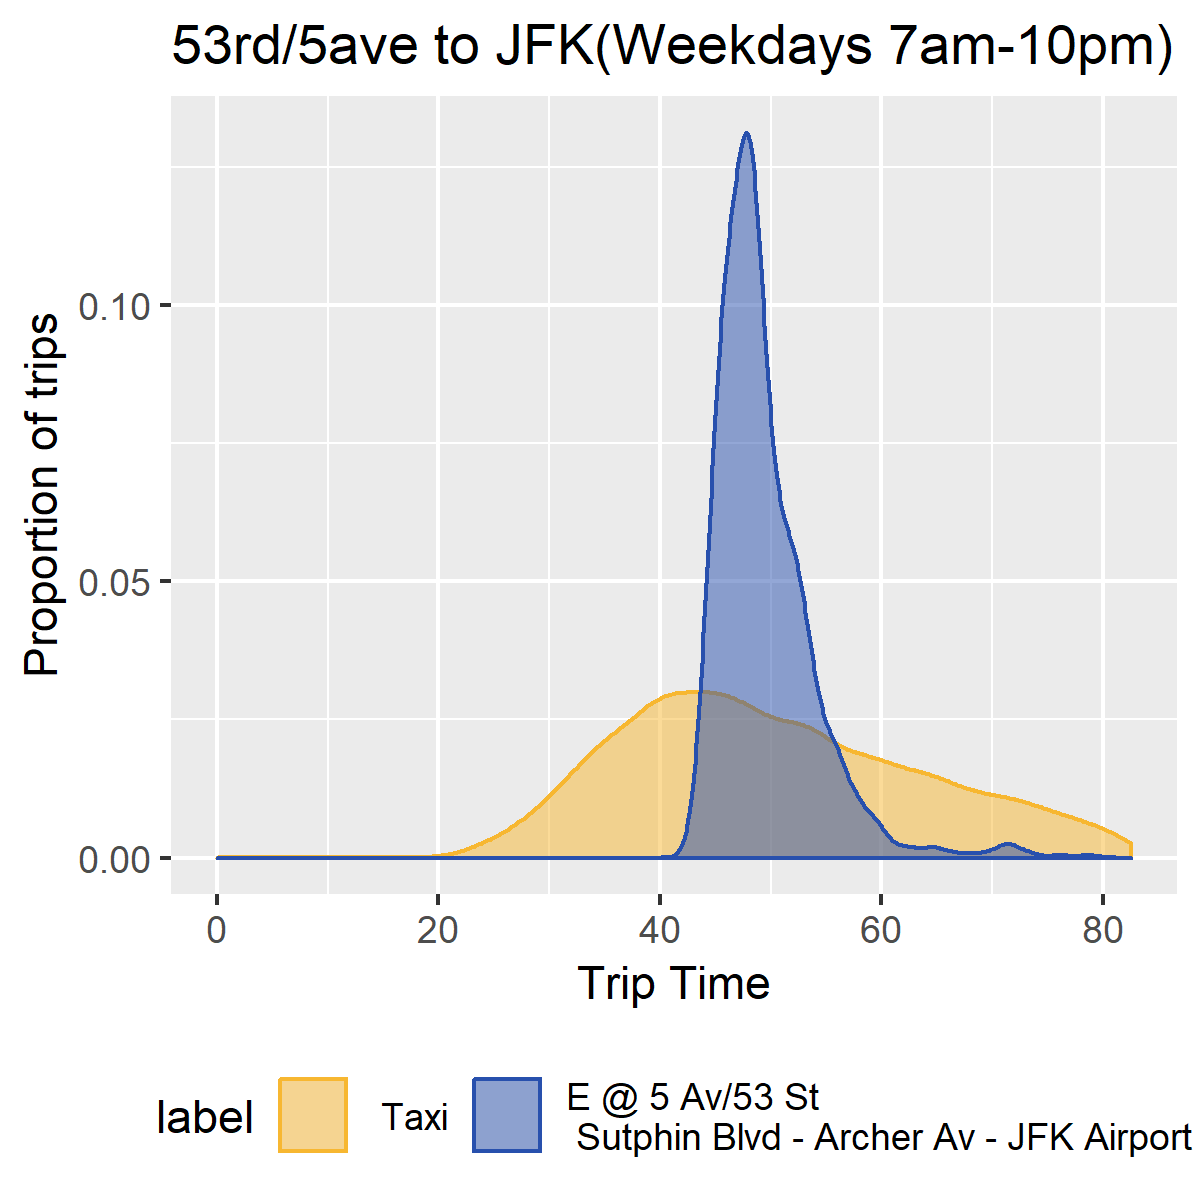 53rd/5ave to JFK(Weekdays 7am-10pm)
Proportion of trips
0.10
0.05
0.00
0 20 40 60 80
Trip Time
label Taxi E @ 5 Av/53 St
Sutphin Blvd - Archer Av - JFK Airport